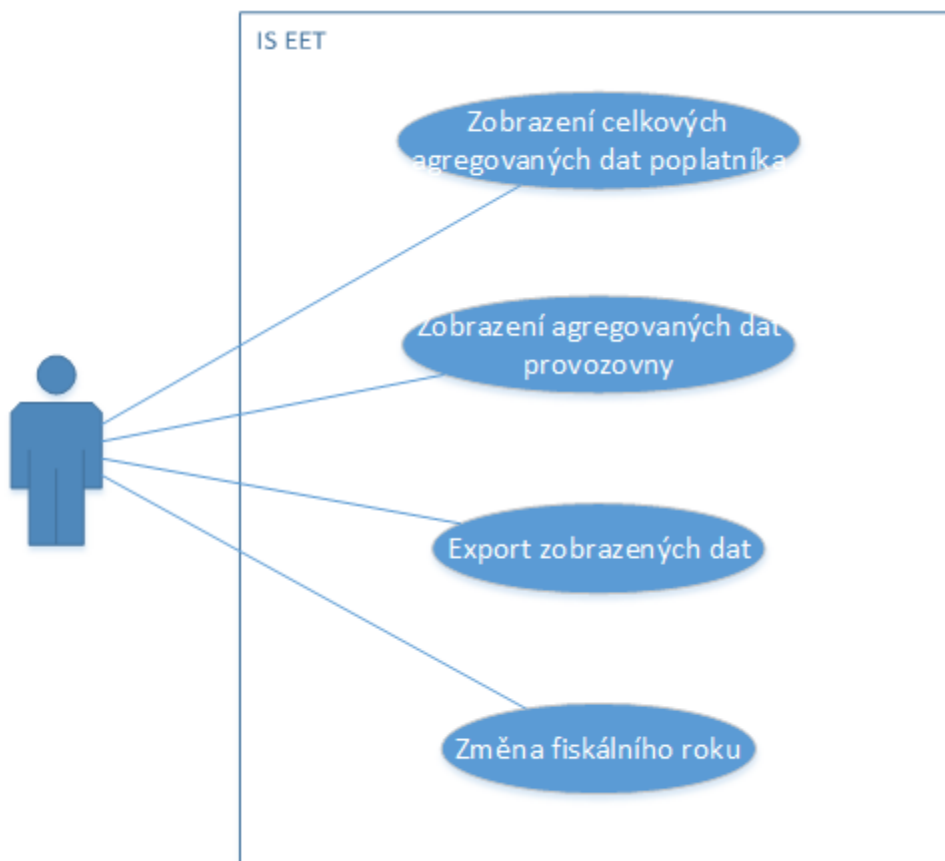 IS EET
Zobrazení celkových
agregovaných dat poplatníka
Zobrazení agregovaných dat
provozovny
Export zobrazených dat
Změna fiskálního roku